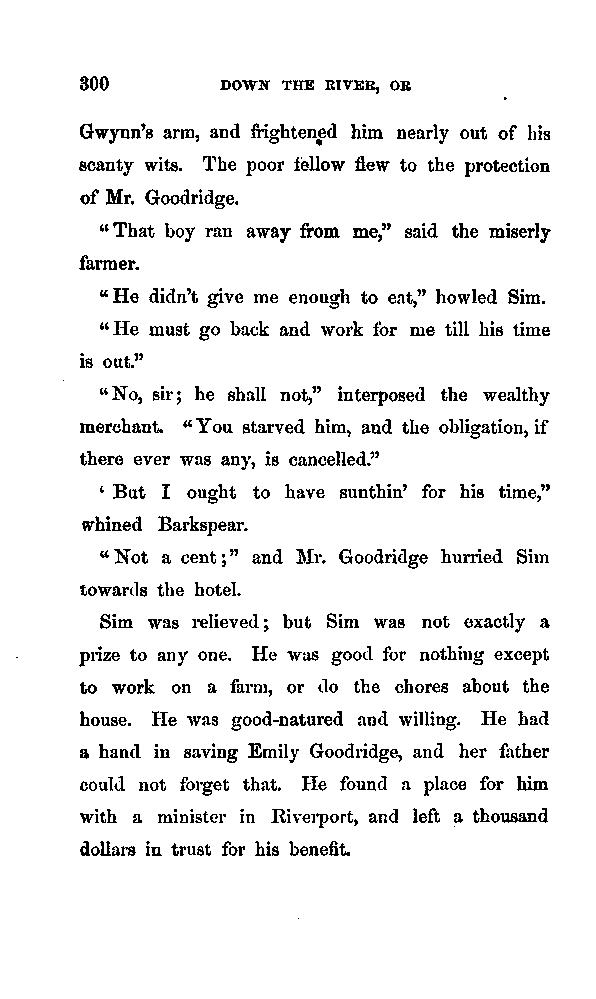 300 DOWN THE RIVER, OR
Gwynn's arm, and frightened him nearly out of his
scanty wits. The poor fellow flew to the protection
of Mr. Goodridge.
"That boy ran away from me," said the miserly
farmer.
"He didn't give me enough to eat," howled Sim.
"He must go back and work for me till his time
is out."
"No, sir; he shall not," interposed the wealthy
merchant. "You starved him, and the obligation, if
there ever was any, is cancelled."
' But I ought to have sunthin' for his time,"
whined Barkspear.
"Not a cent;" and Mr. Goodridge hurried Sim
towards the hotel.
Sim was relieved; but Sim was not exactly a
prize to any one. He was good for nothing except
to work on a farm, or do the chores about the
house. He was good-natured and willing. He had
a hand in saving Emily Goodridge, and her father
could not forget that. He found a place for him
with a minister in Riverport, and left a thousand
dollars in trust for his benefit.